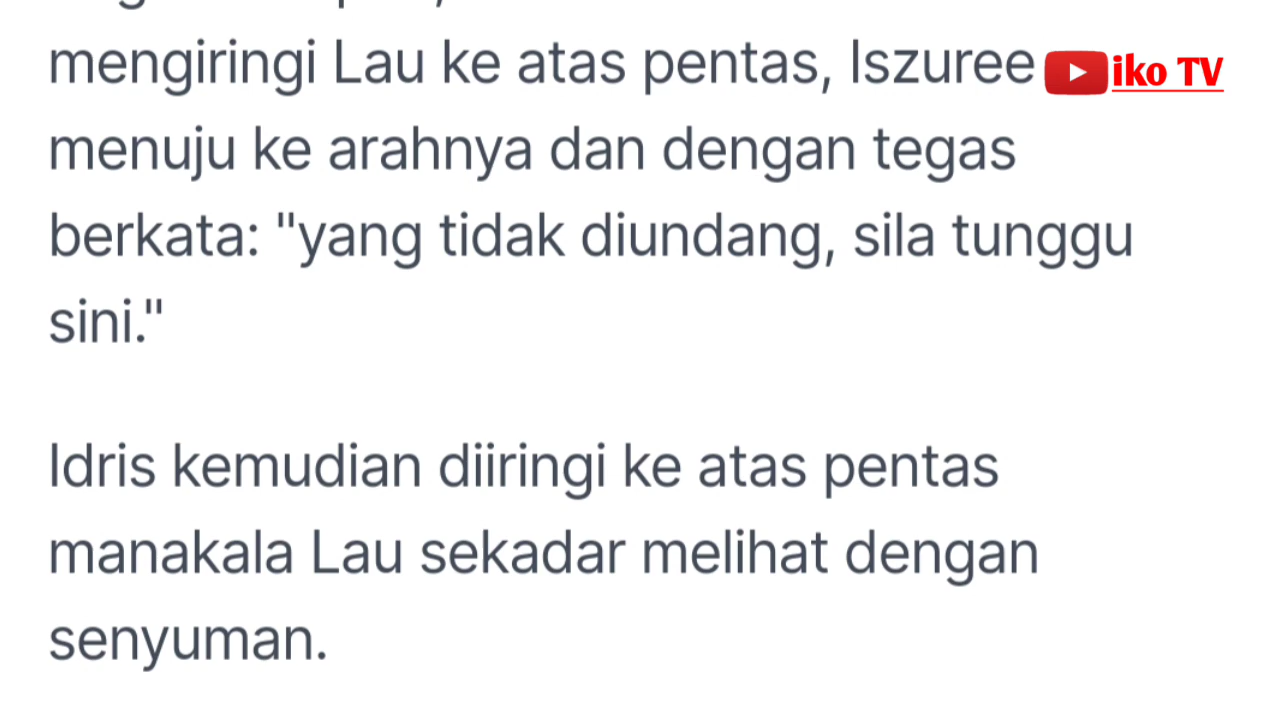 mengiringi Lau ke atas pentas, Iszuree
iko TV
menuju ke arahnya dan dengan tegas
berkata: "yang tidak diundang, sila tunggu
sini."
Idris kemudian diiringi ke atas pentas
manakala Lau sekadar melihat dengan
senyuman.